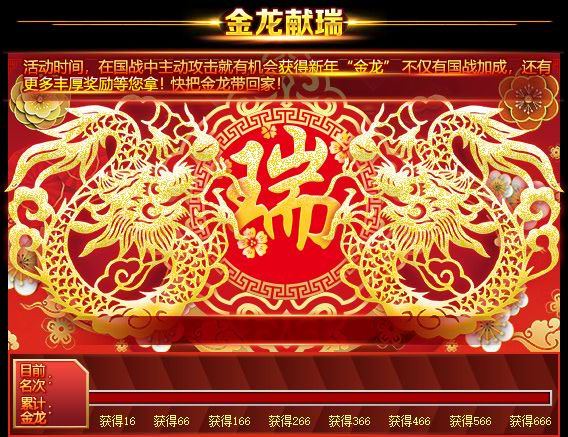 金龙献瑞
活动时间，在国战中主动攻击就有机会获得新年“金龙” 不仅有国战加成，还有
更多丰厚奖励等您拿！快把金龙带回家！
瑞
目前
名次：
累计：
金龙
获得16 获得66 获得166 获得266 获得366 获得466 获得566 获得666